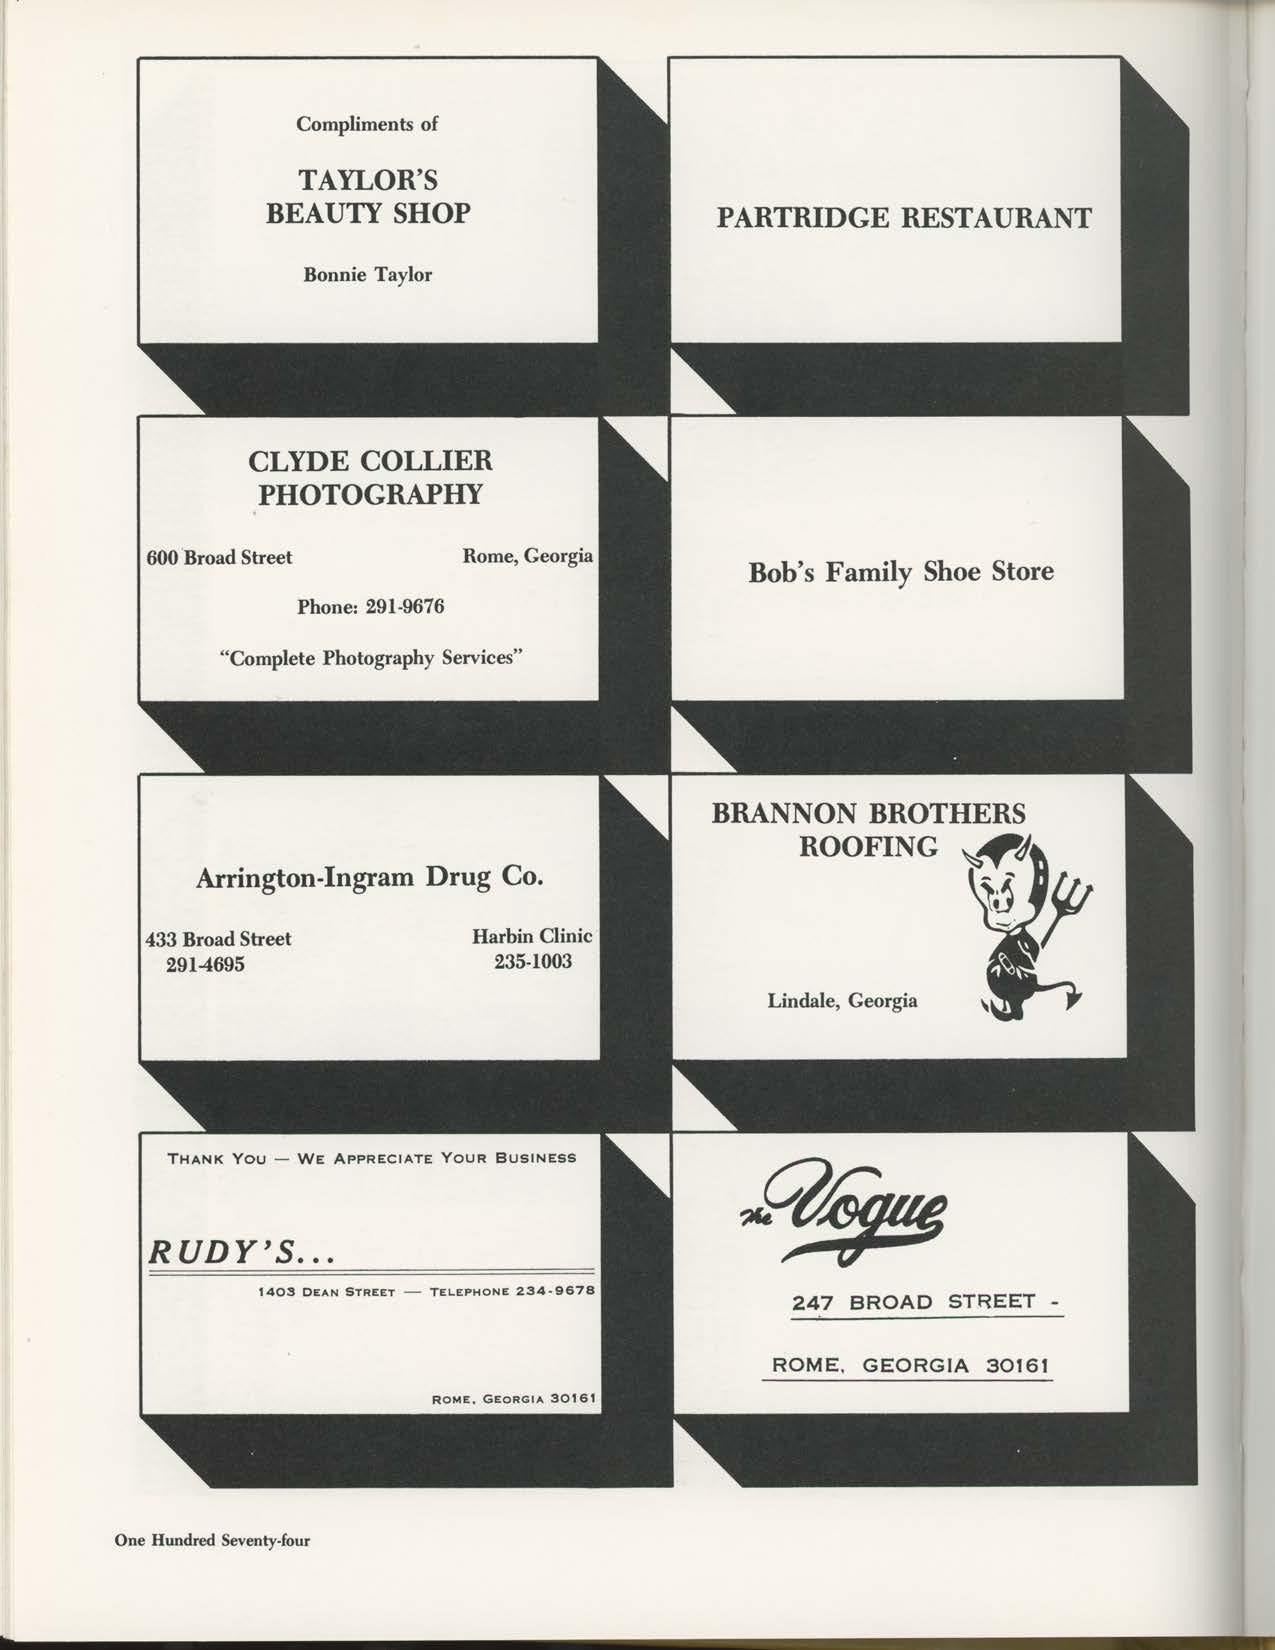 Compliments of
TAYLOR'S
BEAUTY SHOP
Bonnie Taylor
PARTRIDGE RESTAURANT
CLYDE COLLIER
PHOTOGRAPHY
600 Broad Street Rome, Georgia
Phone: 291-9676
"Complete Photography Services"
Bob's Family Shoe Store
Arrington-Ingram Drug Co.
433 Broad Street Harbin Clinic
291-4695 235-1003
BRANNON BROTHERS
ROOFING
Lindale, Georgia
THANK YOU — WE APPRECIATE YOUR BUSINESS
RUDY'S...
1403 DEAN STREET — TELEPHONE 234-9678
ROME, GEORGIA 30161
The Vogue
247 BROAD STREET -
ROME, GEORGIA 30161
One Hundred Seventy-four